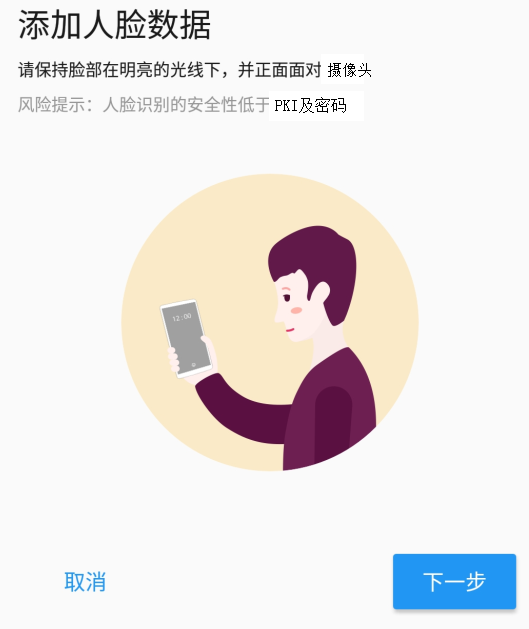 添加人脸数据
请保持脸部在明亮的光线下，并正面面对 摄像头
风险提示：人脸识别的安全性低于 PKI及密码
12:00
取消
下一步